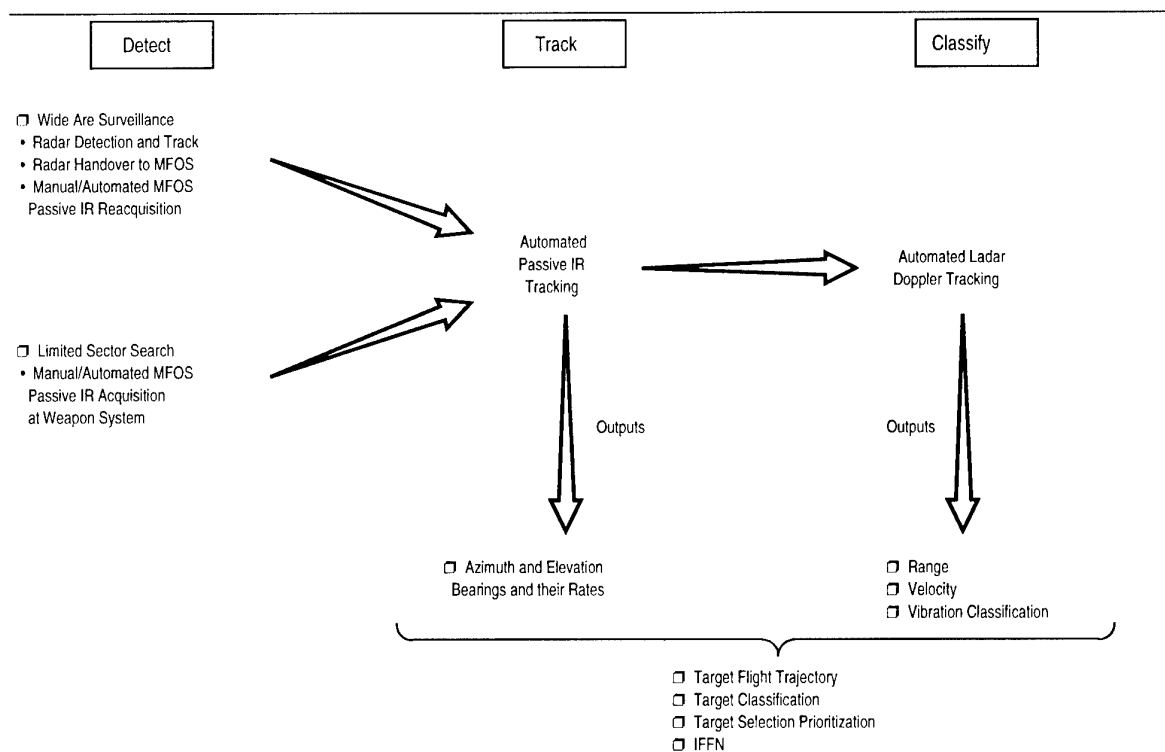 Detect
Track
Classify
❐ Wide Are Surveillance
• Radar Detection and Track
• Radar Handover to MFOS
• Manual/Automated MFOS
Passive IR Reacquisition
❐ Limited Sector Search
• Manual/Automated MFOS
Passive IR Acquisition
at Weapon System
Automated
Passive IR
Tracking
Automated Ladar
Doppler Tracking
Outputs
Outputs
❐ Azimuth and Elevation
Bearings and their Rates
❐ Range
❐ Velocity
❐ Vibration Classification
❐ Target Flight Trajectory
❐ Target Classification
❐ Target Selection Prioritization
❐ IFFN